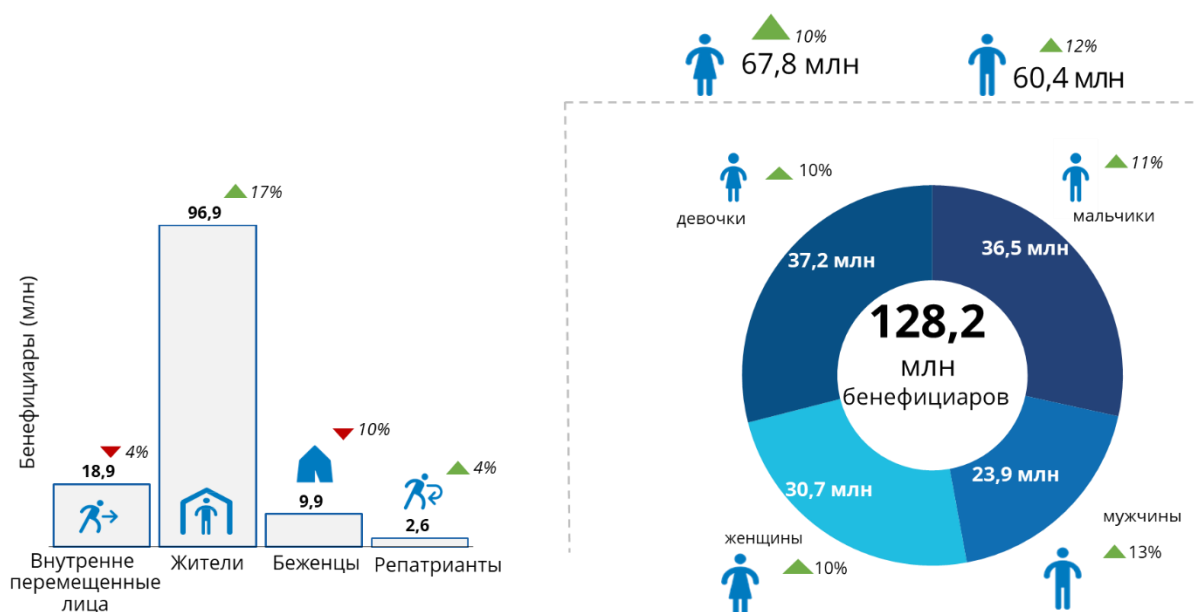 10%
67,8 млн
12%
60,4 млн
Бенефициары (млн)
4%
18,9
17%
96,9
10%
9,9
4%
2,6
Внутренне
перемещенные
лица
Жители
Беженцы
Репатрианты
10%
девочки
11%
мальчики
37,2 млн
36,5 млн
128,2
млн
бенефициаров
30,7 млн
23,9 млн
женщины
10%
мужчины
13%